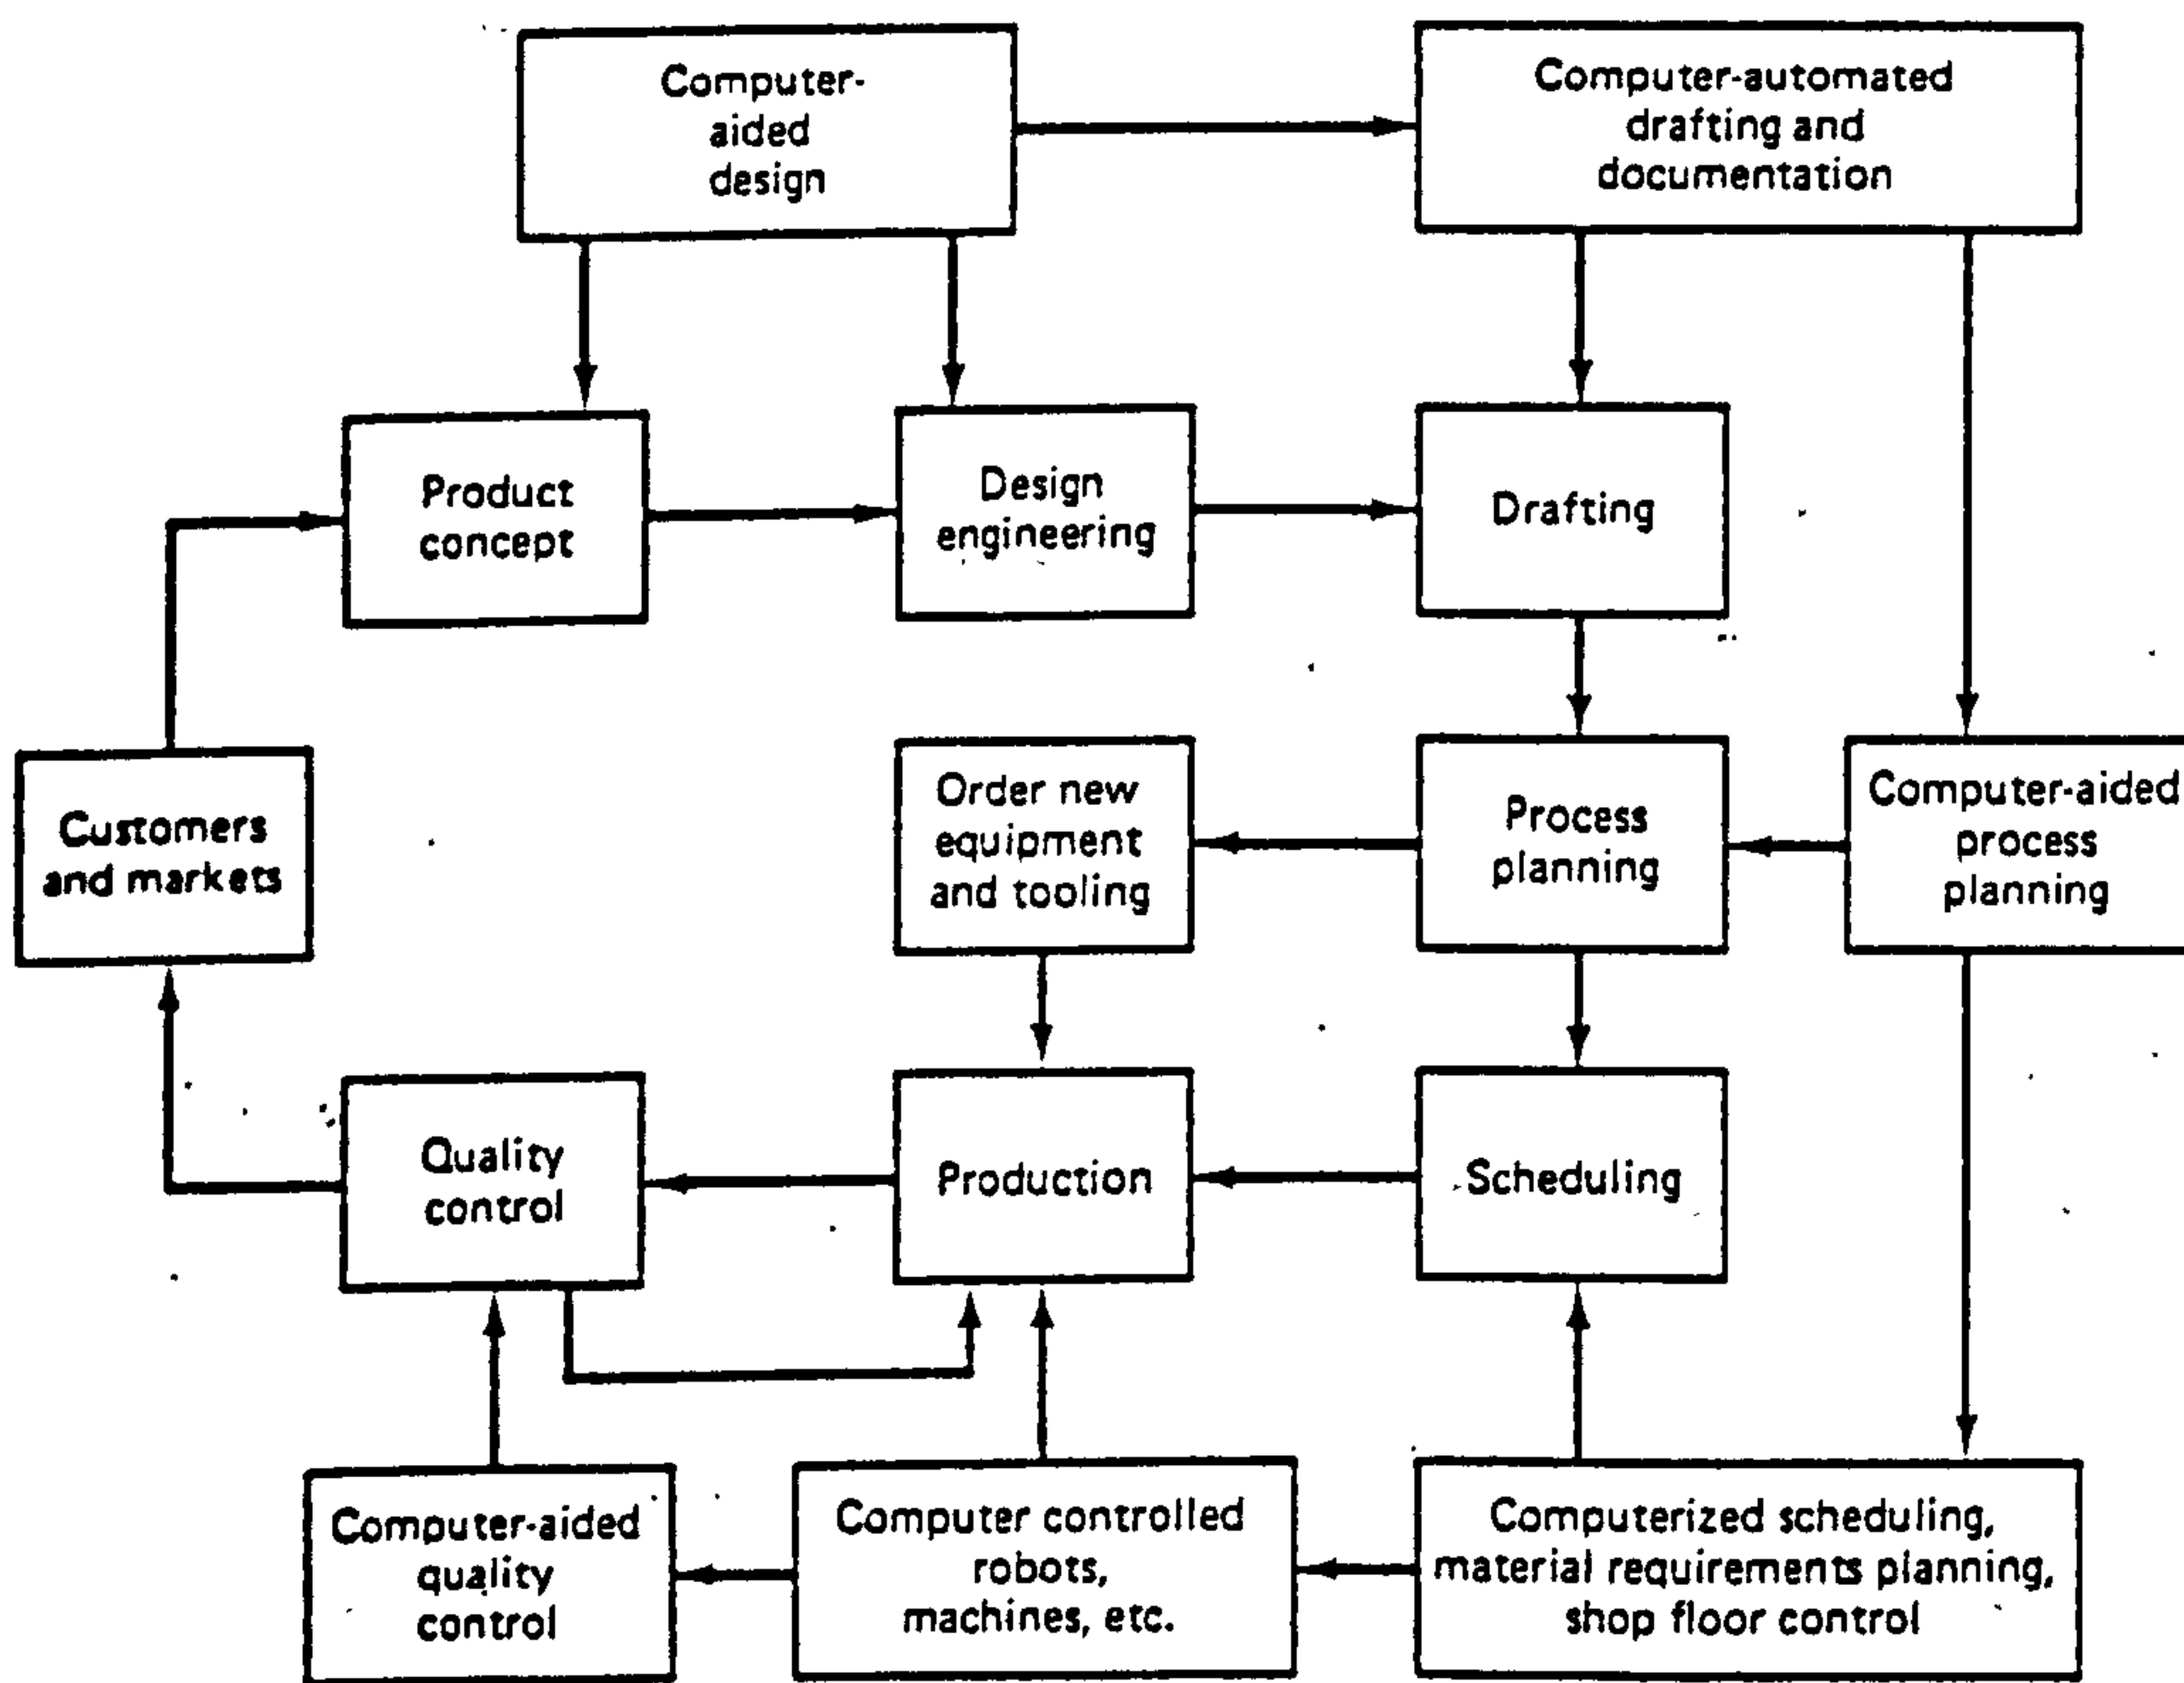 Computer-
aided
design
Computer-automated
drafting and
documentation
Product
concept
Design
engineering
Drafting
Customers
and markets
Order new
equipment
and tooling
Process
planning
Computer-aided
process
planning
Quality
control
Production
Scheduling
Computer-aided
quality
control
Computer controlled
robots,
machines, etc.
Computerized scheduling,
material requirements planning,
shop floor control